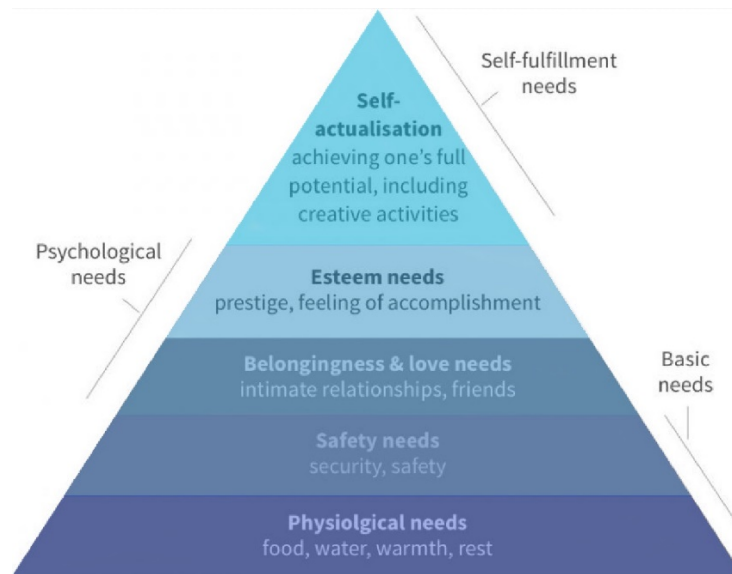 Self-fulfillment
needs
Self-
actualisation
achieving one's full
potential, including
creative activities
Psychological
needs
Esteem needs
prestige, feeling of accomplishment
Belongingness & love needs
intimate relationships, friends
Basic
needs
Safety needs
security, safety
Physiolgical needs
food, water, warmth, rest